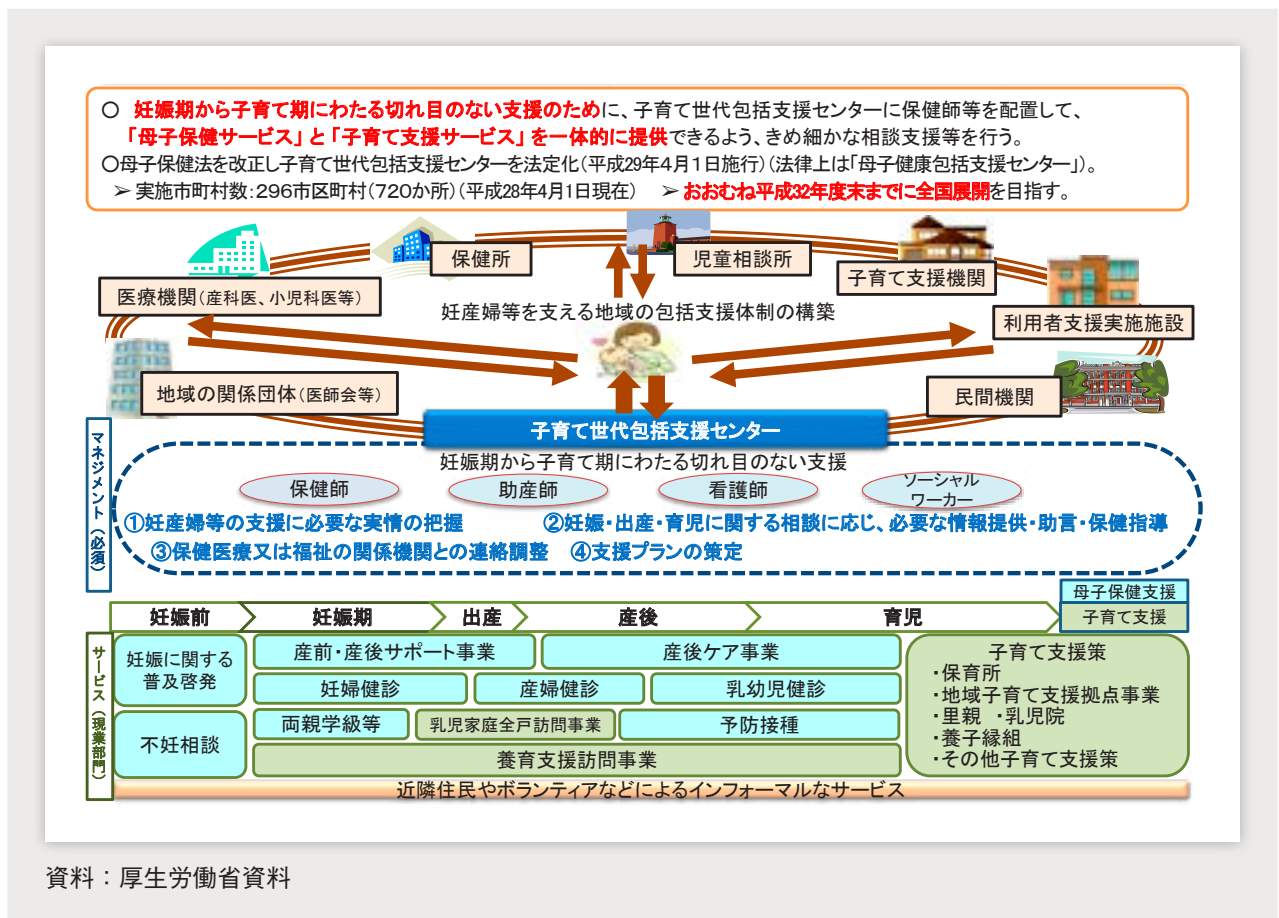 ○ 妊娠期から子育て期にわたる切れ目のない支援のために、子育て世代包括支援センターに保健師等を配置して、
「母子保健サービス」と「子育て支援サービス」を一体的に提供できるよう、きめ細かな相談支援等を行う。
○母子保健法を改正し子育て世代包括支援センターを法定化(平成29年4月1日施行)(法律上は「母子健康包括支援センター」)。
➢ 実施市町村数:296市区町村(720か所)(平成28年4月1日現在) ➢ おおむね平成32年度末までに全国展開を目指す。
保健所
児童相談所
子育て支援機関
医療機関(産科医、小児科医等)
妊産婦等を支える地域の包括支援体制の構築
利用者支援実施施設
地域の関係団体(医師会等)
民間機関
子育て世代包括支援センター
マネジメント(必須)
妊娠期から子育て期にわたる切れ目のない支援
保健師
助産師
看護師
ソーシャル
ワーカー
①妊産婦等の支援に必要な実情の把握 ②妊娠・出産・育児に関する相談に応じ、必要な情報提供・助言・保健指導
③保健医療又は福祉の関係機関との連絡調整 ④支援プランの策定
母子保健支援
子育て支援
妊娠前
妊娠期
出産
産後
育児
サービス(現業部門)
妊娠に関する
普及啓発
産前・産後サポート事業
産後ケア事業
妊婦健診
産婦健診
乳幼児健診
不妊相談
両親学級等
乳児家庭全戸訪問事業
予防接種
養育支援訪問事業
子育て支援策
・保育所
・地域子育て支援拠点事業
・里親 ・乳児院
・養子縁組
・その他子育て支援策
近隣住民やボランティアなどによるインフォーマルなサービス
資料：厚生労働省資料